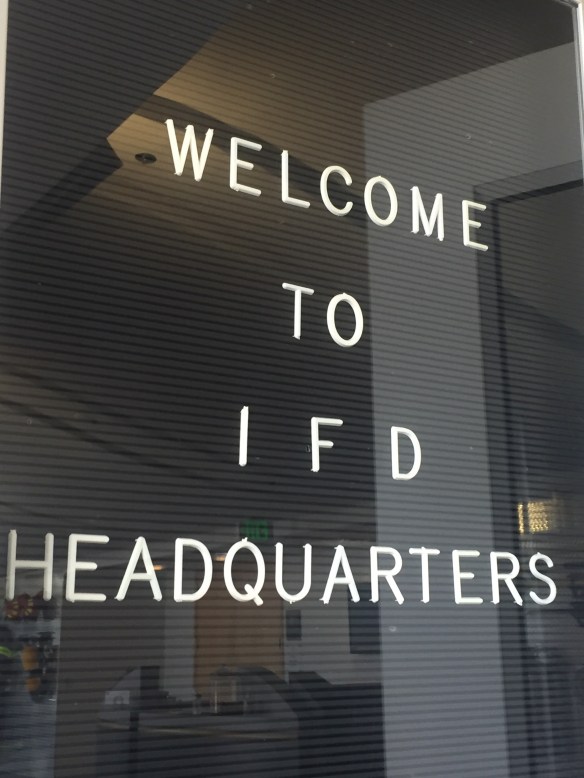 WELCOME
TO
I F D
HEADQUARTERS